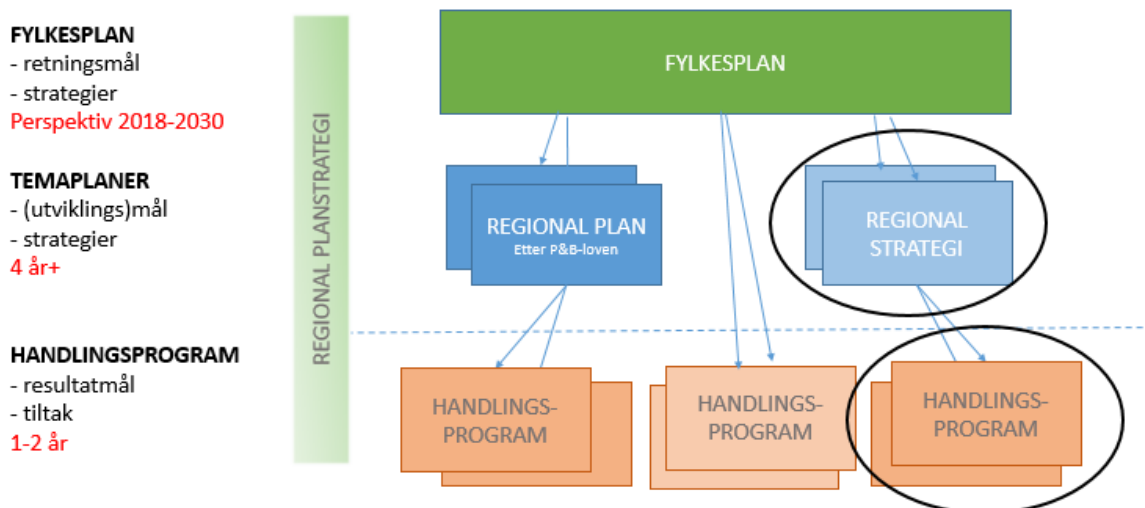 FYLKESPLAN
- retningsmål
- strategier
Perspektiv 2018-2030
TEMAPLANER
- (utviklings)mål
- strategier
4 år+
HANDLINGSPROGRAM
- resultatmål
- tiltak
1-2 år
REGIONAL PLANSTRATEGI
FYLKESPLAN
REGIONAL PLAN
Etter P&B-loven
REGIONAL
STRATEGI
HANDLINGS-
PROGRAM
HANDLINGS-
PROGRAM
HANDLINGS-
PROGRAM